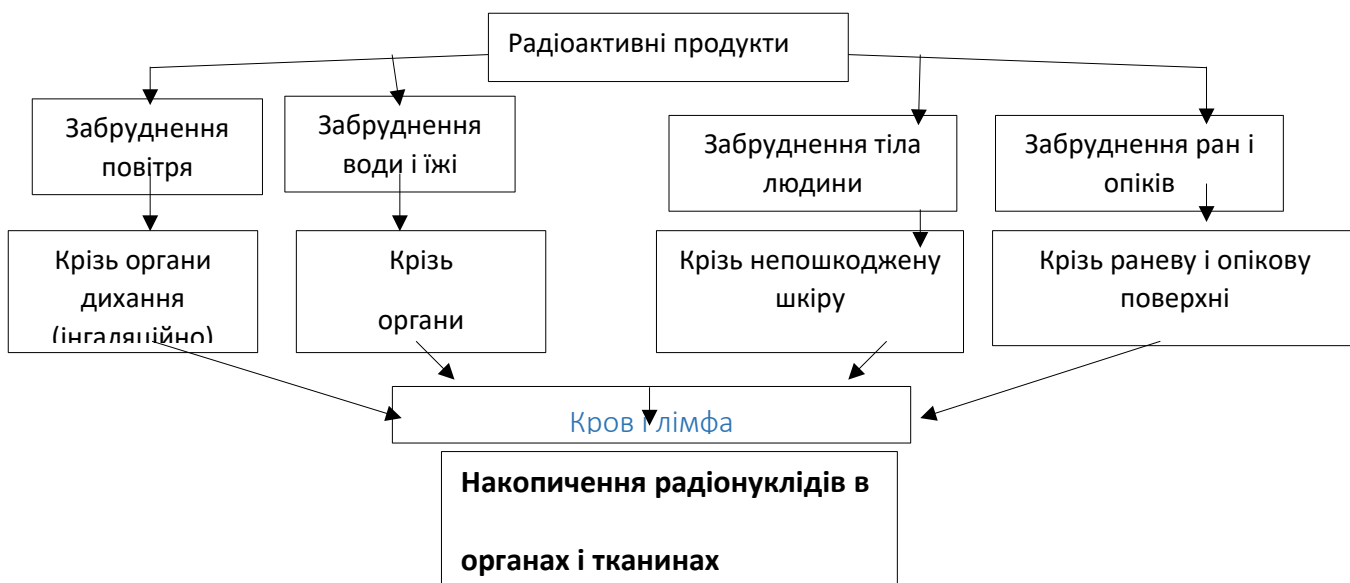 Радіоактивні продукти
Забруднення
повітря
Забруднення
води і їжі
Забруднення тіла
людини
Забруднення ран і
опіків
Крізь органи
дихання
(інгаляційно)
Крізь
органи
Крізь непошкоджену
шкіру
Крізь раневу і опікову
поверхні
Кров і лімфа
Накопичення радіонуклідів в
органах і тканинах